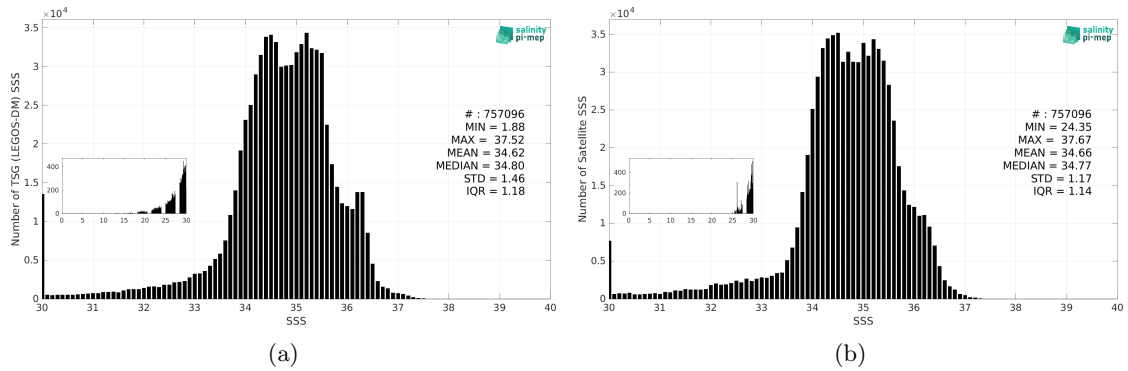 ×10⁴
3.5
3
2.5
2
1.5
1
0.5
0
Number of TSG (LEGOS-DM) SSS
salinity
pi-mep
# : 757096
MIN = 1.88
MAX = 37.52
MEAN = 34.62
MEDIAN = 34.80
STD = 1.46
IQR = 1.18
400
200
0
0 5 10 15 20 25 30
30 31 32 33 34 35 36 37 38 39 40
SSS
(a)
×10⁴
3.5
3
2.5
2
1.5
1
0.5
0
Number of Satellite SSS
salinity
pi-mep
# : 757096
MIN = 24.35
MAX = 37.67
MEAN = 34.66
MEDIAN = 34.77
STD = 1.17
IQR = 1.14
400
200
0
0 5 10 15 20 25 30
30 31 32 33 34 35 36 37 38 39 40
SSS
(b)